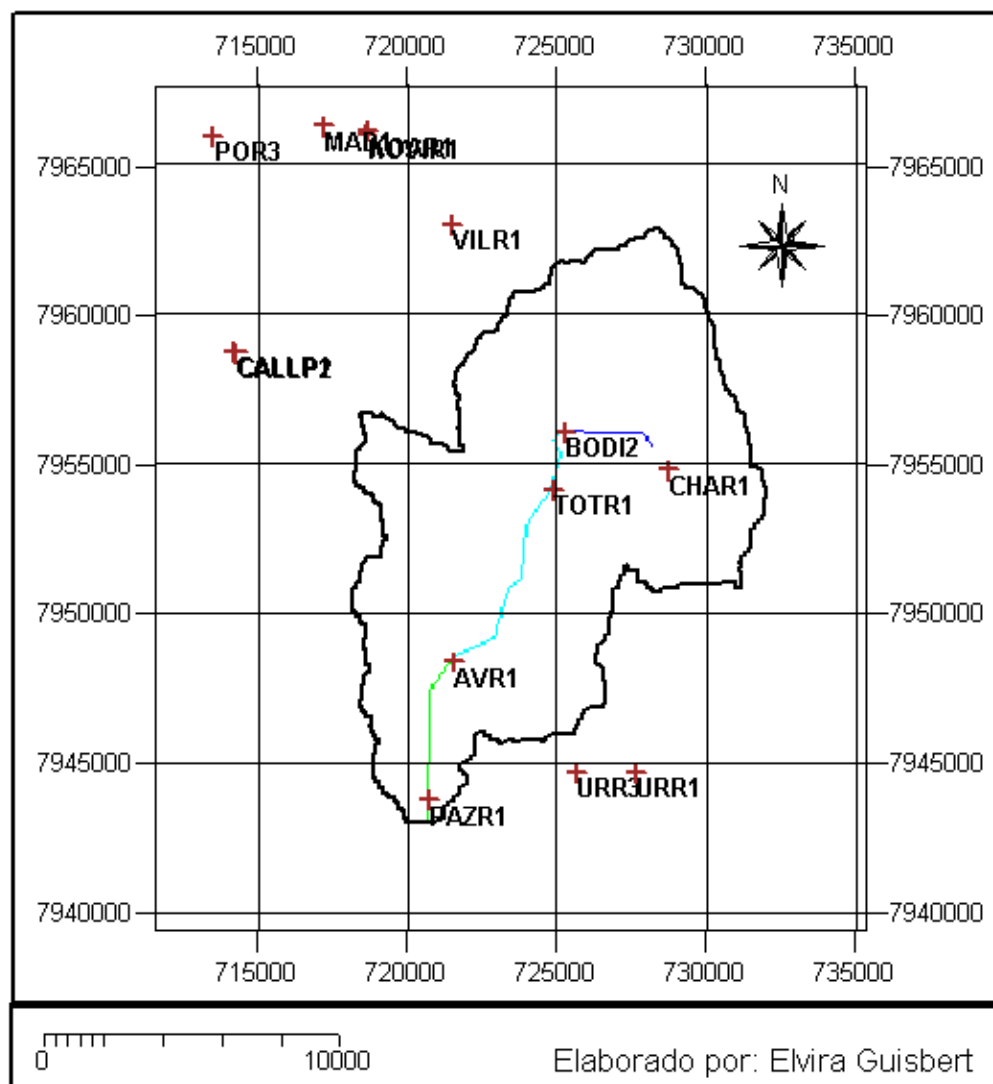 715000 720000 725000 730000 735000
N
POR3 MAD1
7965000 7965000
VILR1
7960000 7960000
CALLP2
BODI2
7955000 CHAR1 7955000
TOTR1
7950000 7950000
AVR1
7945000 7945000
URR3 URR1
PAZR1
7940000 7940000
715000 720000 725000 730000 735000
0 10000 Elaborado por: Elvira Guisbert